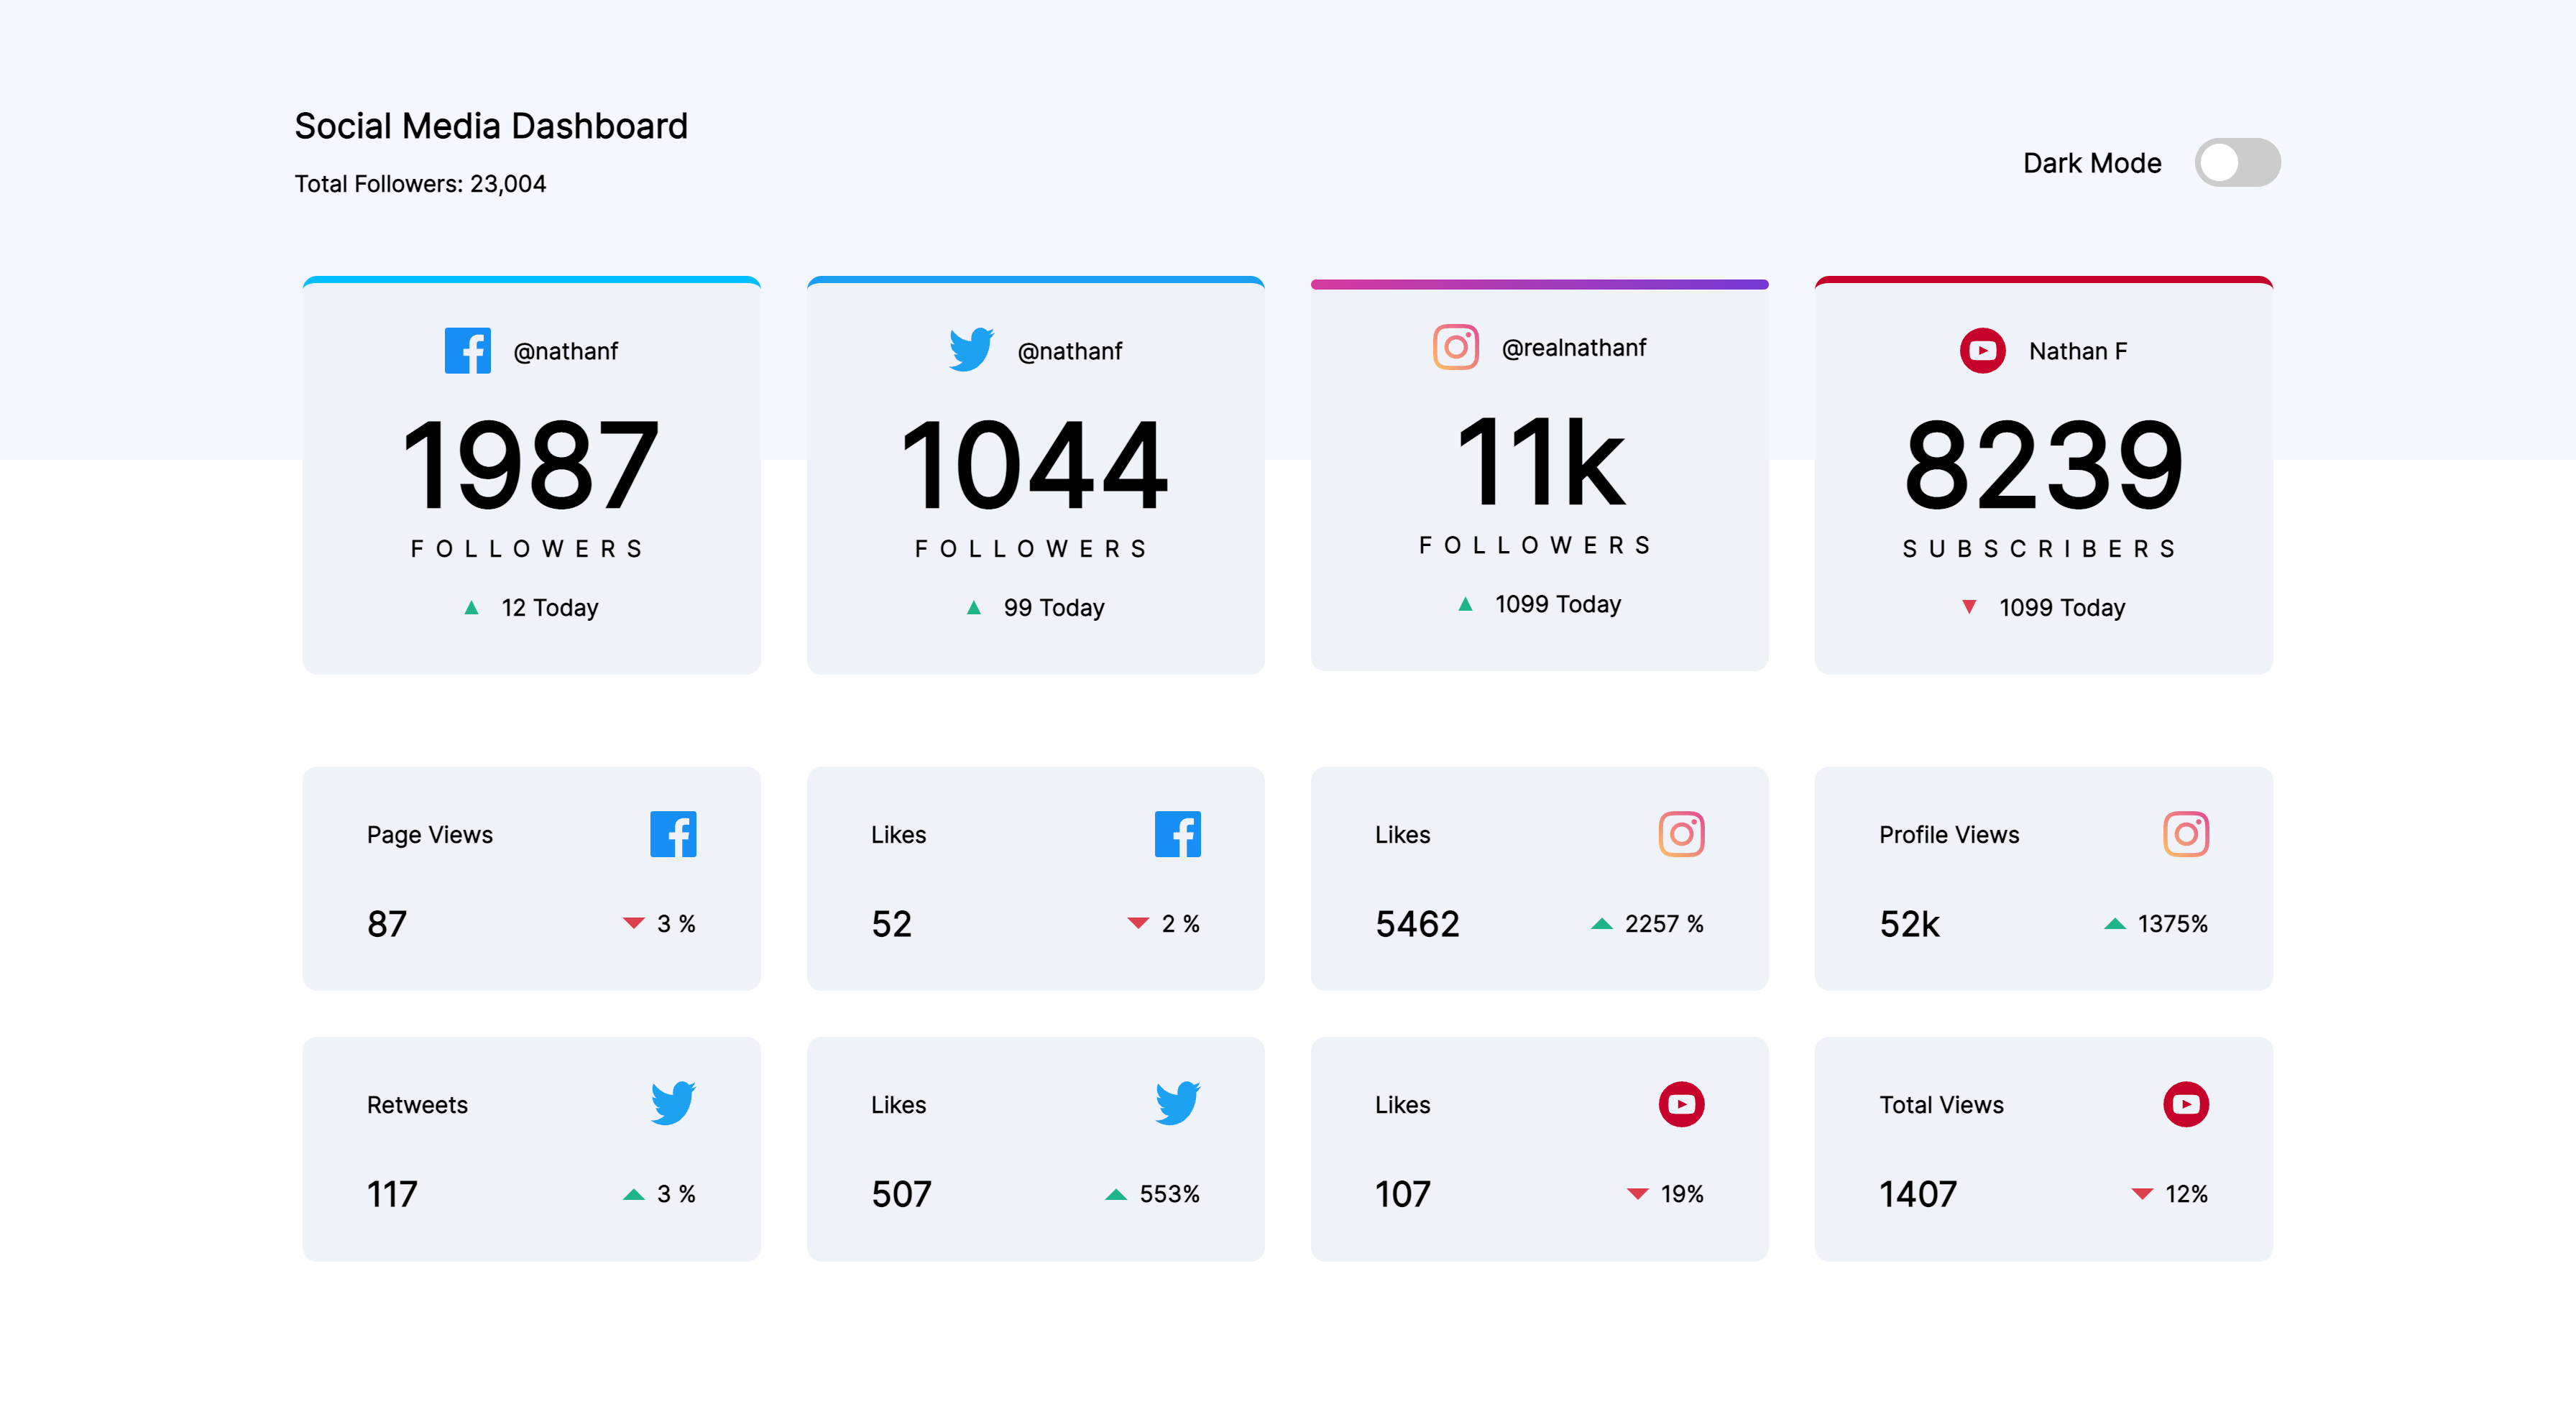 Social Media Dashboard
Total Followers: 23,004
Dark Mode
@nathanf
1987
FOLLOWERS
12 Today
@nathanf
1044
FOLLOWERS
99 Today
@realnathanf
11k
FOLLOWERS
1099 Today
Nathan F
8239
SUBSCRIBERS
1099 Today
Page Views
87
3 %
Likes
52
2 %
Likes
5462
2257 %
Profile Views
52k
1375%
Retweets
117
3 %
Likes
507
553%
Likes
107
19%
Total Views
1407
12%